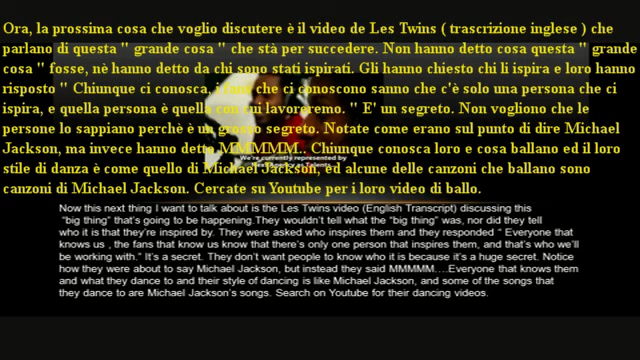 Ora, la prossima cosa che voglio discutere è il video de Les Twins ( trascrizione inglese ) che
parlano di questa " grande cosa " che stà per succedere. Non hanno detto cosa questa " grande
cosa " fosse, nè hanno detto da chi sono stati ispirati. Gli hanno chiesto chi li ispira e loro hanno
risposto " Chiunque ci conosca, i fans che ci conoscono sanno che c'è solo una persona che ci
ispira, e quella persona è quella con cui lavoreremo. " E' un segreto. Non vogliono che le
persone lo sappiano perchè è un grosso segreto. Notate come erano sul punto di dire Michael
Jackson, ma invece hanno detto MMMMM.. Chiunque conosca loro e cosa ballano ed il loro
We're currently represented by
stile di danza è come quello di Michael Jackson, ed alcune delle canzoni che ballano sono
canzoni di Michael Jackson. Cercate su Youtube per i loro video di ballo.
Now this next thing I want to talk about is the Les Twins video (English Transcript) discussing this
"big thing" that's going to be happening.They wouldn't tell what the "big thing" was, nor did they tell
who it is that they're inspired by. They were asked who inspires them and they responded " Everyone that
knows us , the fans that know us know that there's only one person that inspires them, and that's who we'll
be working with." It's a secret. They don't want people to know who it is because it's a huge secret. Notice
how they were about to say Michael Jackson, but instead they said MMMMM....Everyone that knows them
and what they dance to and their style of dancing is like Michael Jackson, and some of the songs that
they dance to are Michael Jackson's songs. Search on Youtube for their dancing videos.